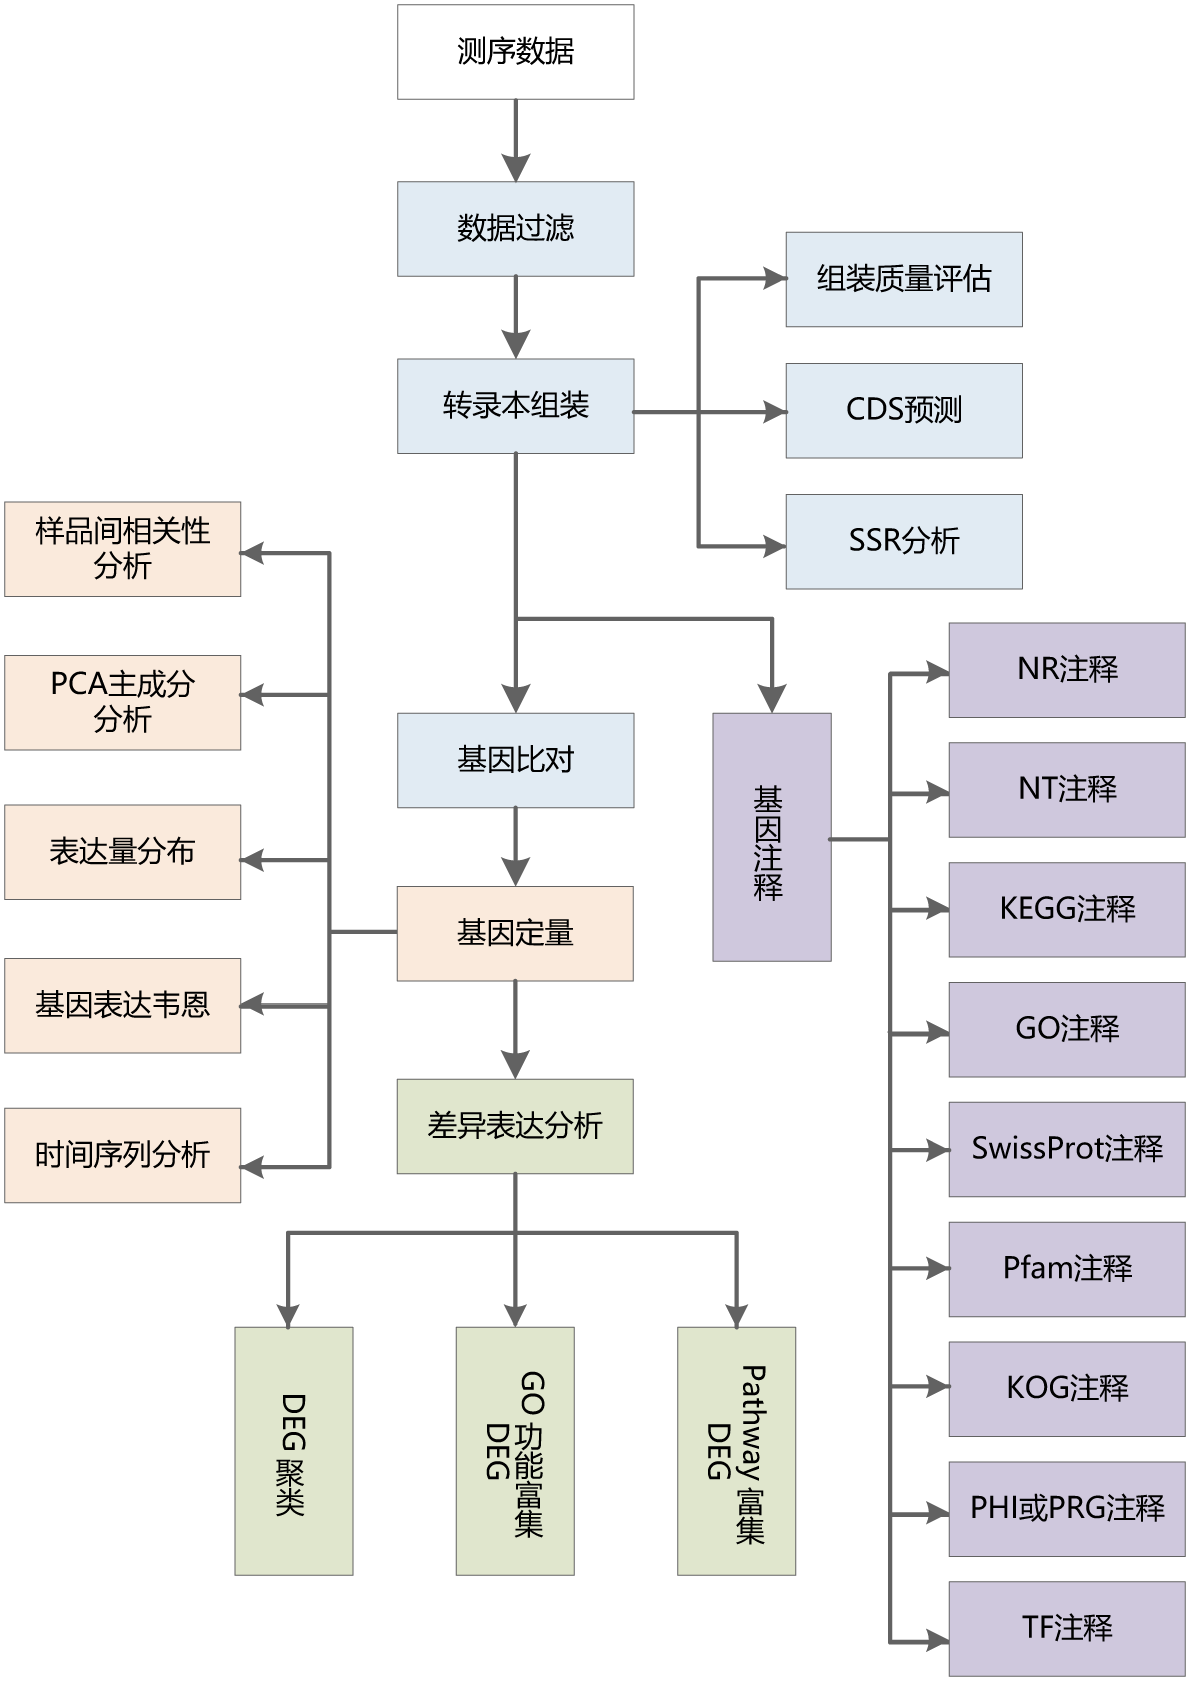 测序数据
数据过滤
组装质量评估
转录本组装
CDS预测
SSR分析
样品间相关性
分析
PCA主成分
分析
表达量分布
基因表达韦恩
时间序列分析
基因比对
基因定量
差异表达分析
基因注释
NR注释
NT注释
KEGG注释
GO注释
SwissProt注释
Pfam注释
KOG注释
PHI或PRG注释
TF注释
DEG 聚类
GO 功能富集
DEG
Pathway 富集
DEG